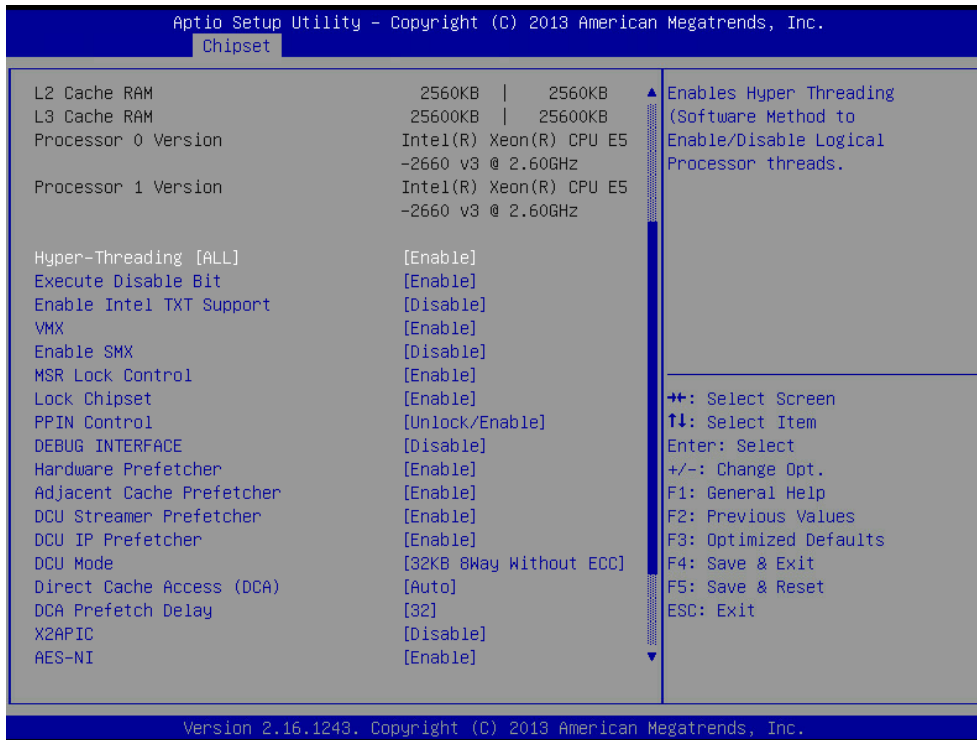 Aptio Setup Utility – Copyright (C) 2013 American Megatrends, Inc.
Chipset
L2 Cache RAM 2560KB | 2560KB
L3 Cache RAM 25600KB | 25600KB
Processor 0 Version Intel(R) Xeon(R) CPU E5
-2660 v3 @ 2.60GHz
Processor 1 Version Intel(R) Xeon(R) CPU E5
-2660 v3 @ 2.60GHz
Hyper-Threading [ALL] [Enable]
Execute Disable Bit [Enable]
Enable Intel TXT Support [Disable]
VMX [Enable]
Enable SMX [Disable]
MSR Lock Control [Enable]
Lock Chipset [Enable]
PPIN Control [Unlock/Enable]
DEBUG INTERFACE [Disable]
Hardware Prefetcher [Enable]
Adjacent Cache Prefetcher [Enable]
DCU Streamer Prefetcher [Enable]
DCU IP Prefetcher [Enable]
DCU Mode [32KB 8Way Without ECC]
Direct Cache Access (DCA) [Auto]
DCA Prefetch Delay [32]
X2APIC [Disable]
AES-NI [Enable]
Enables Hyper Threading
(Software Method to
Enable/Disable Logical
Processor threads.
→←: Select Screen
↑↓: Select Item
Enter: Select
+/-: Change Opt.
F1: General Help
F2: Previous Values
F3: Optimized Defaults
F4: Save & Exit
F5: Save & Reset
ESC: Exit
Version 2.16.1243. Copyright (C) 2013 American Megatrends, Inc.